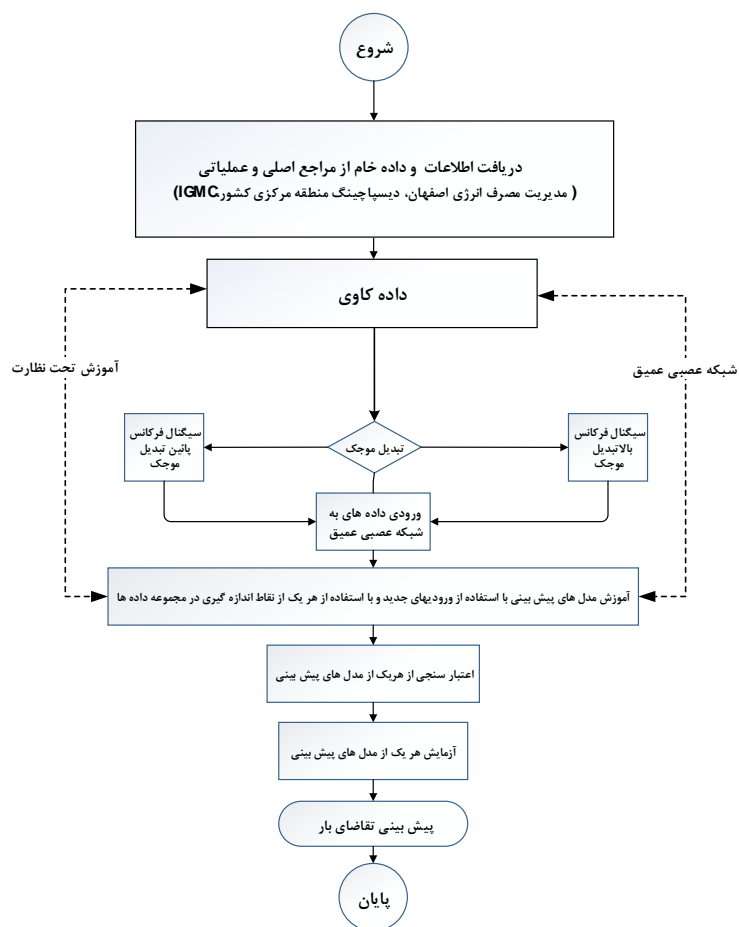 شروع
دریافت اطلاعات و داده خام از مراجع اصلی و عملیاتی
( مدیریت مصرف انرژی اصفهان، دیسپاچینگ منطقه مرکزی کشور،IGMC)
داده کاوی
شبکه عصبی عمیق
آموزش تحت نظارت
سیگنال فرکانس
بالاتبدیل
موجک
تبدیل موجک
سیگنال فرکانس
پائین تبدیل
موجک
ورودی داده های به
شبکه عصبی عمیق
آموزش مدل های پیش بینی با استفاده از ورودیهای جدید و با استفاده از هر یک از نقاط اندازه گیری در مجموعه داده ها
اعتبار سنجی از هریک از مدل های پیش بینی
آزمایش هر یک از مدل های پیش بینی
پیش بینی تقاضای بار
پایان